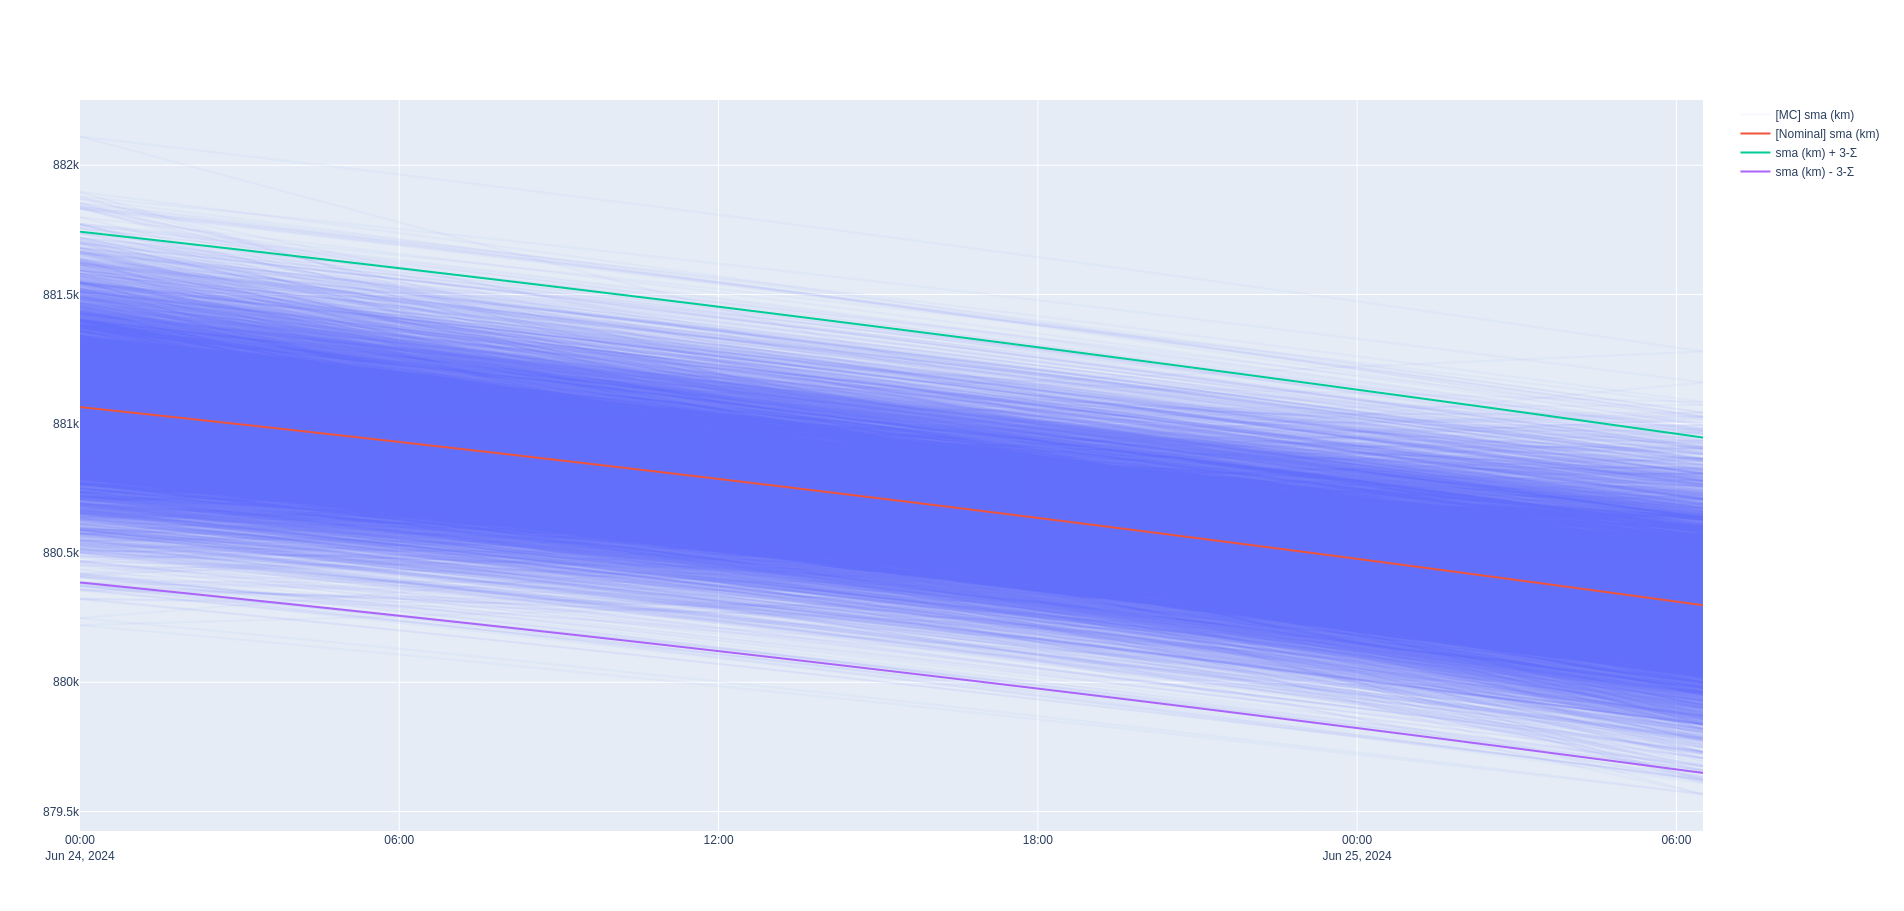 [MC] sma (km)
[Nominal] sma (km)
sma (km) + 3-Σ
sma (km) - 3-Σ
882k
881.5k
881k
880.5k
880k
879.5k
00:00 06:00 12:00 18:00 00:00 06:00
Jun 24, 2024 Jun 25, 2024